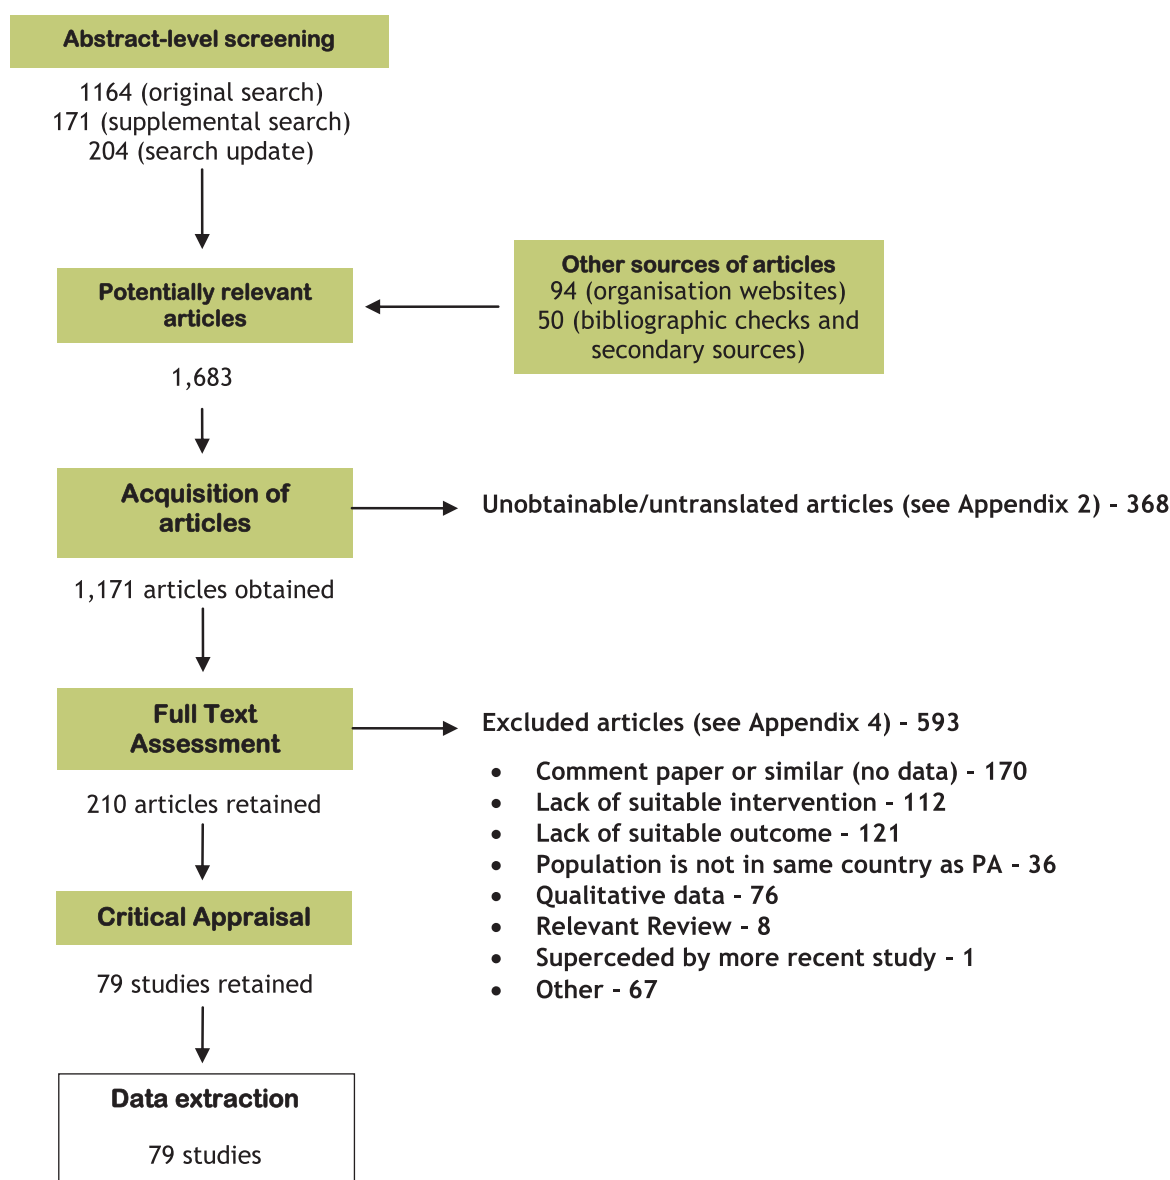 Abstract-level screening
1164 (original search)
171 (supplemental search)
204 (search update)
Potentially relevant
articles
Other sources of articles
94 (organisation websites)
50 (bibliographic checks and
secondary sources)
1,683
Acquisition of
articles
Unobtainable/untranslated articles (see Appendix 2) - 368
1,171 articles obtained
Full Text
Assessment
Excluded articles (see Appendix 4) - 593
• Comment paper or similar (no data) - 170
• Lack of suitable intervention - 112
• Lack of suitable outcome - 121
• Population is not in same country as PA - 36
• Qualitative data - 76
• Relevant Review - 8
• Superceded by more recent study - 1
• Other - 67
210 articles retained
Critical Appraisal
79 studies retained
Data extraction
79 studies